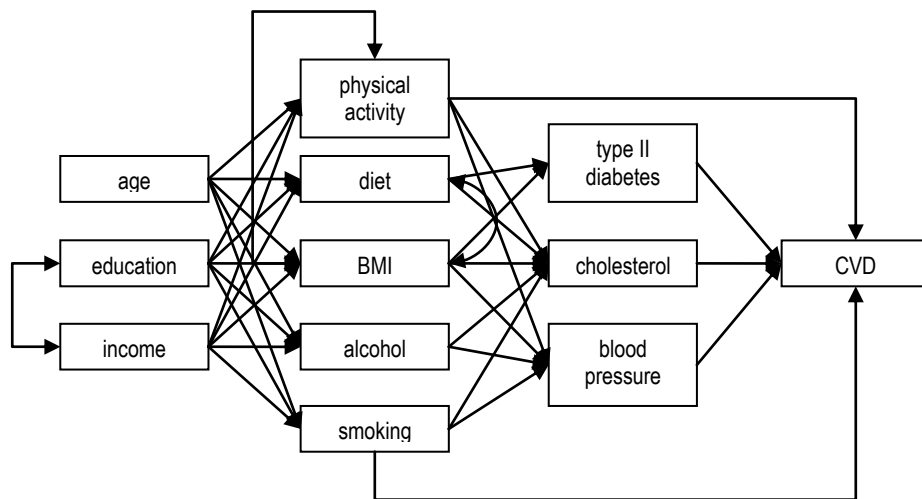 physical
activity
type II
diabetes
age
diet
education
BMI
cholesterol
CVD
income
alcohol
blood
pressure
smoking